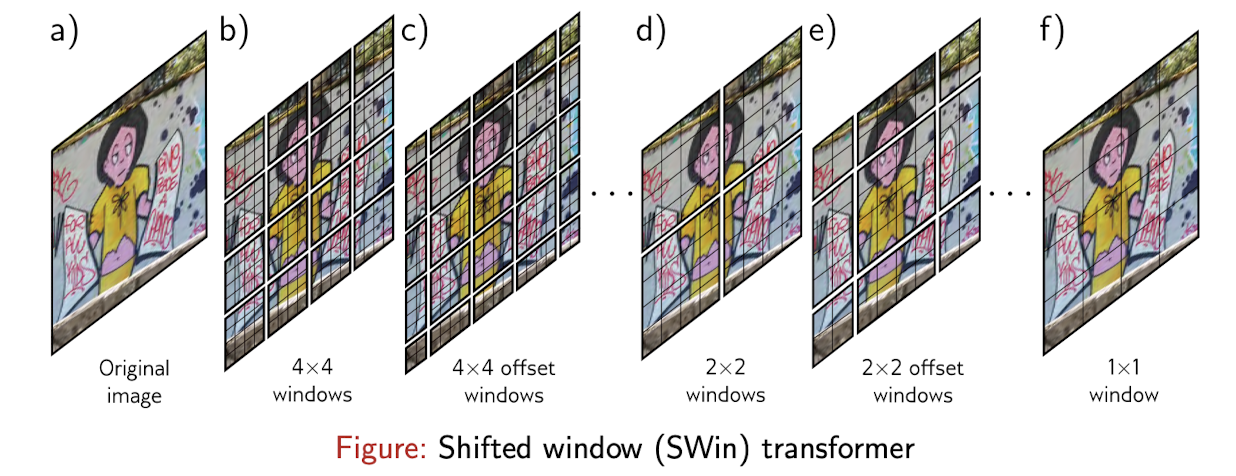 a)
b)
c)
d)
e)
f)
Original
image
4×4
windows
4×4 offset
windows
2×2
windows
2×2 offset
windows
1×1
window
Figure: Shifted window (SWin) transformer